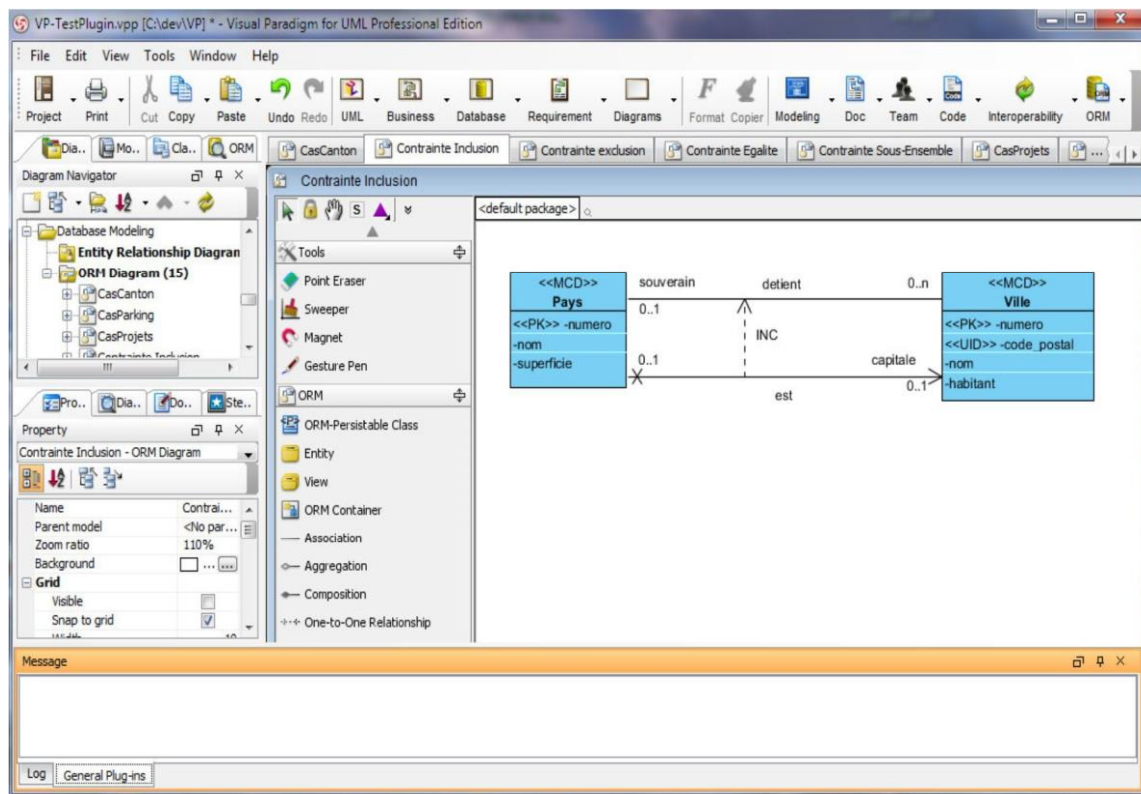 VP-TestPlugin.vpp [C:\dev\VP] * - Visual Paradigm for UML Professional Edition
File Edit View Tools Window Help
Project Print Cut Copy Paste Undo Redo UML Business Database Requirement Diagrams Format Copier Modeling Doc Team Code Interoperability ORM
Dia.. Mo.. Cla.. ORM
CasCanton Contrainte Inclusion Contrainte exclusion Contrainte Egalite Contrainte Sous-Ensemble CasProjets ...
Diagram Navigator
Contrainte Inclusion
<default package>
Database Modeling
Entity Relationship Diagran
ORM Diagram (15)
CasCanton
CasParking
CasProjets
Contrainte Inclusion
Pro.. Dia.. Do.. Ste..
Property
Contrainte Inclusion - ORM Diagram
Name Contrai...
Parent model <No par...
Zoom ratio 110%
Background ... ...
Grid
Visible
Snap to grid
Width 10
Tools
Point Eraser
Sweeper
Magnet
Gesture Pen
ORM
ORM-Persistable Class
Entity
View
ORM Container
Association
Aggregation
Composition
One-to-One Relationship
<<MCD>>
Pays
<<PK>> -numero
-nom
-superficie
souverain detient 0..n
0..1
INC
0..1 capitale
0..1
est
<<MCD>>
Ville
<<PK>> -numero
<<UID>> -code_postal
-nom
-habitant
Message
Log General Plug-ins